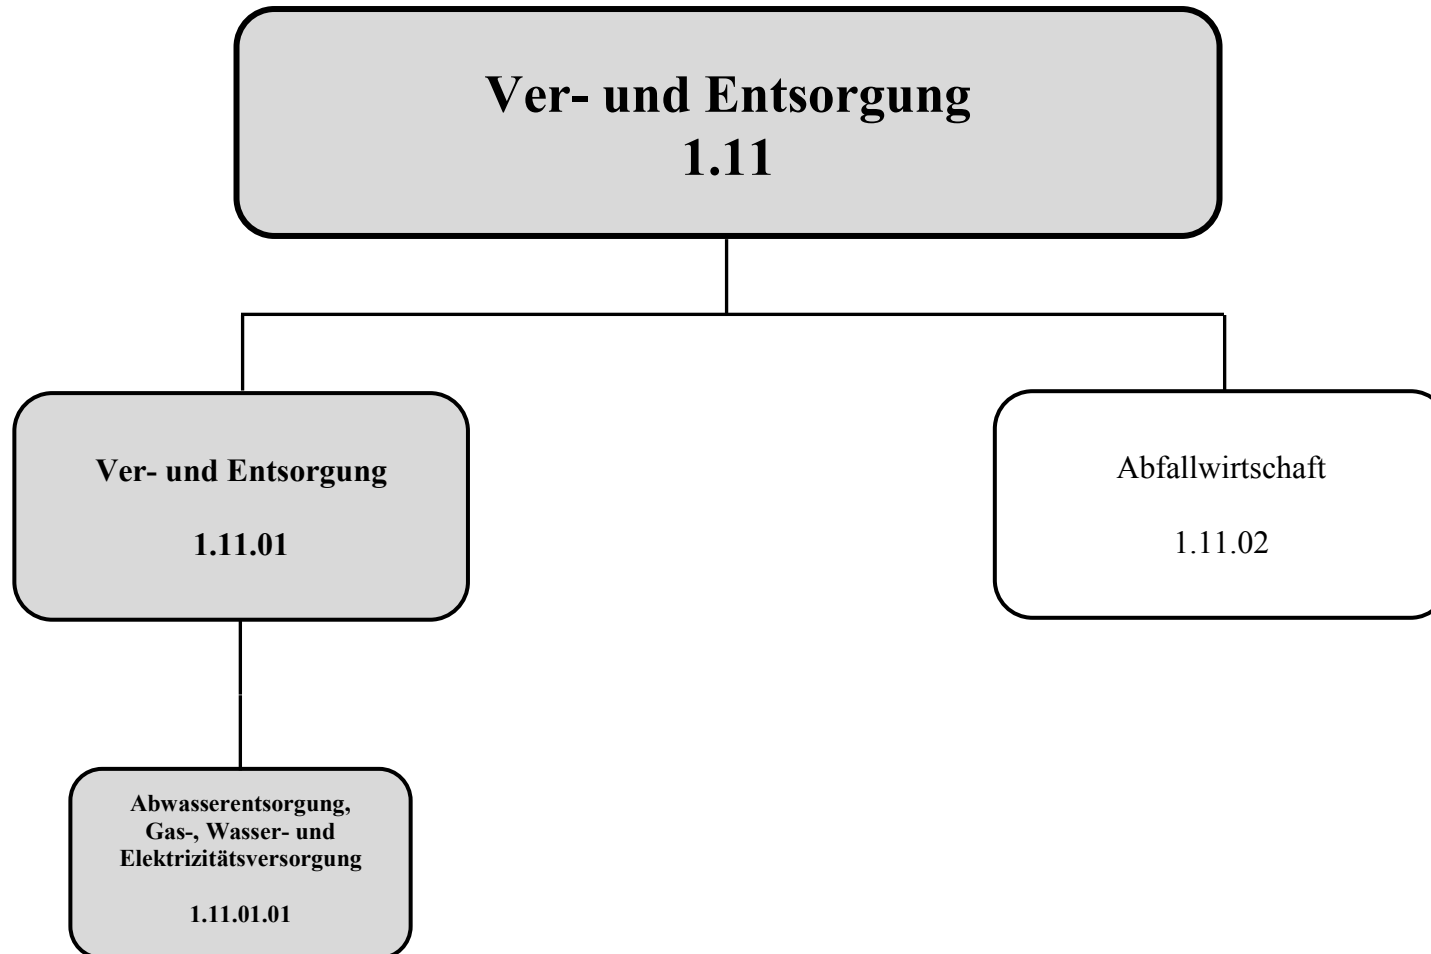 Ver- und Entsorgung
1.11
Ver- und Entsorgung
1.11.01
Abfallwirtschaft
1.11.02
Abwasserentsorgung,
Gas-, Wasser- und
Elektrizitätsversorgung
1.11.01.01